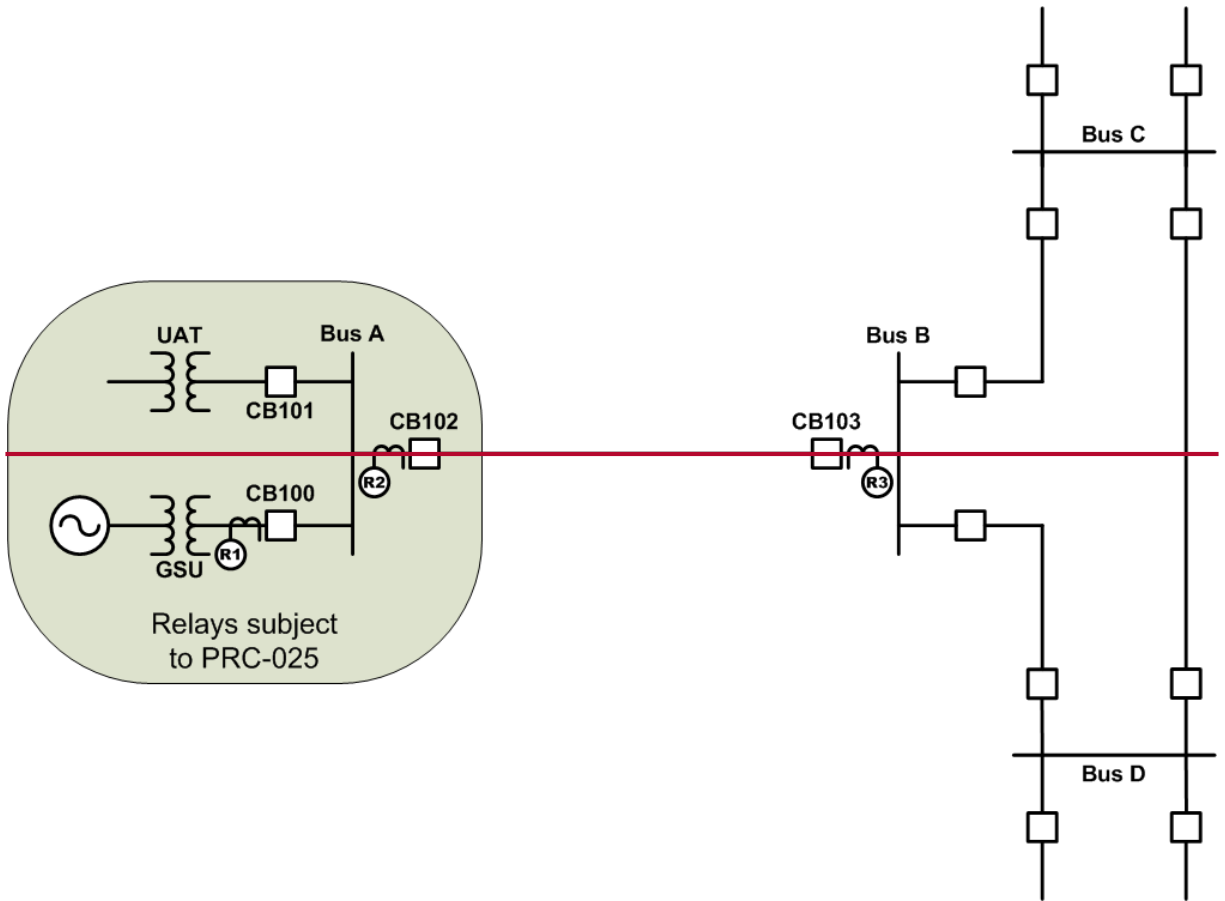 Bus C
UAT
Bus A
Bus B
CB101
CB102
CB103
R2
R3
CB100
R1
GSU
Relays subject
to PRC-025
Bus D